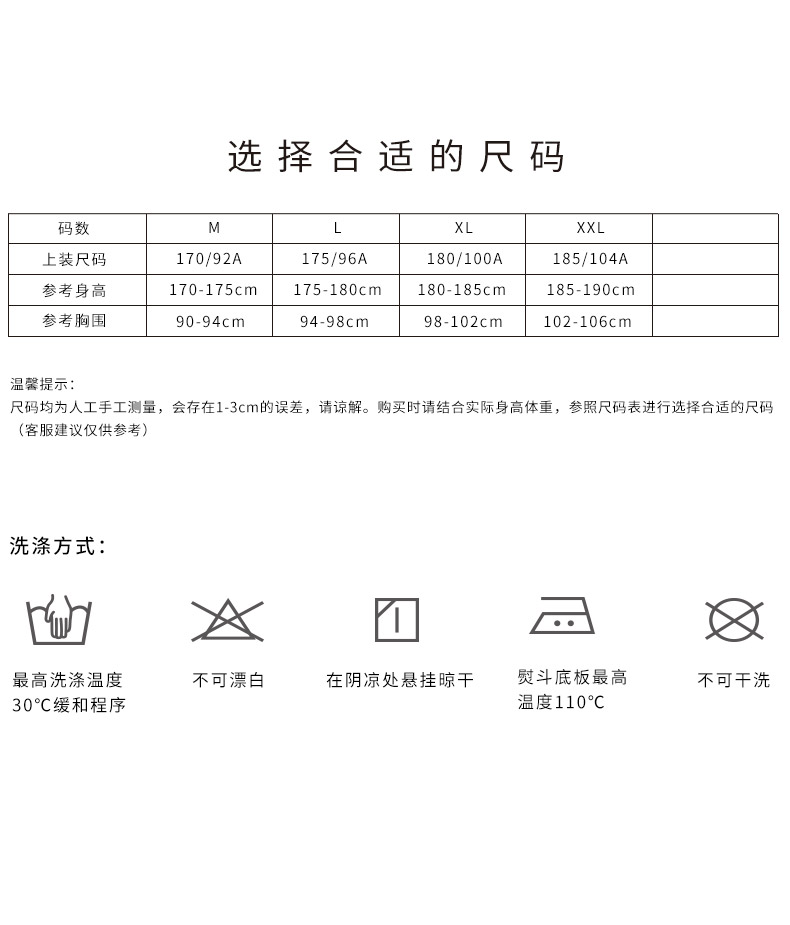 选择合适的尺码
码数 M L XL XXL
上装尺码 170/92A 175/96A 180/100A 185/104A
参考身高 170-175cm 175-180cm 180-185cm 185-190cm
参考胸围 90-94cm 94-98cm 98-102cm 102-106cm
温馨提示：
尺码均为人工手工测量，会存在1-3cm的误差，请谅解。购买时请结合实际身高体重，参照尺码表进行选择合适的尺码
（客服建议仅供参考）
洗涤方式：
最高洗涤温度
30℃缓和程序
不可漂白
在阴凉处悬挂晾干
熨斗底板最高
温度110℃
不可干洗